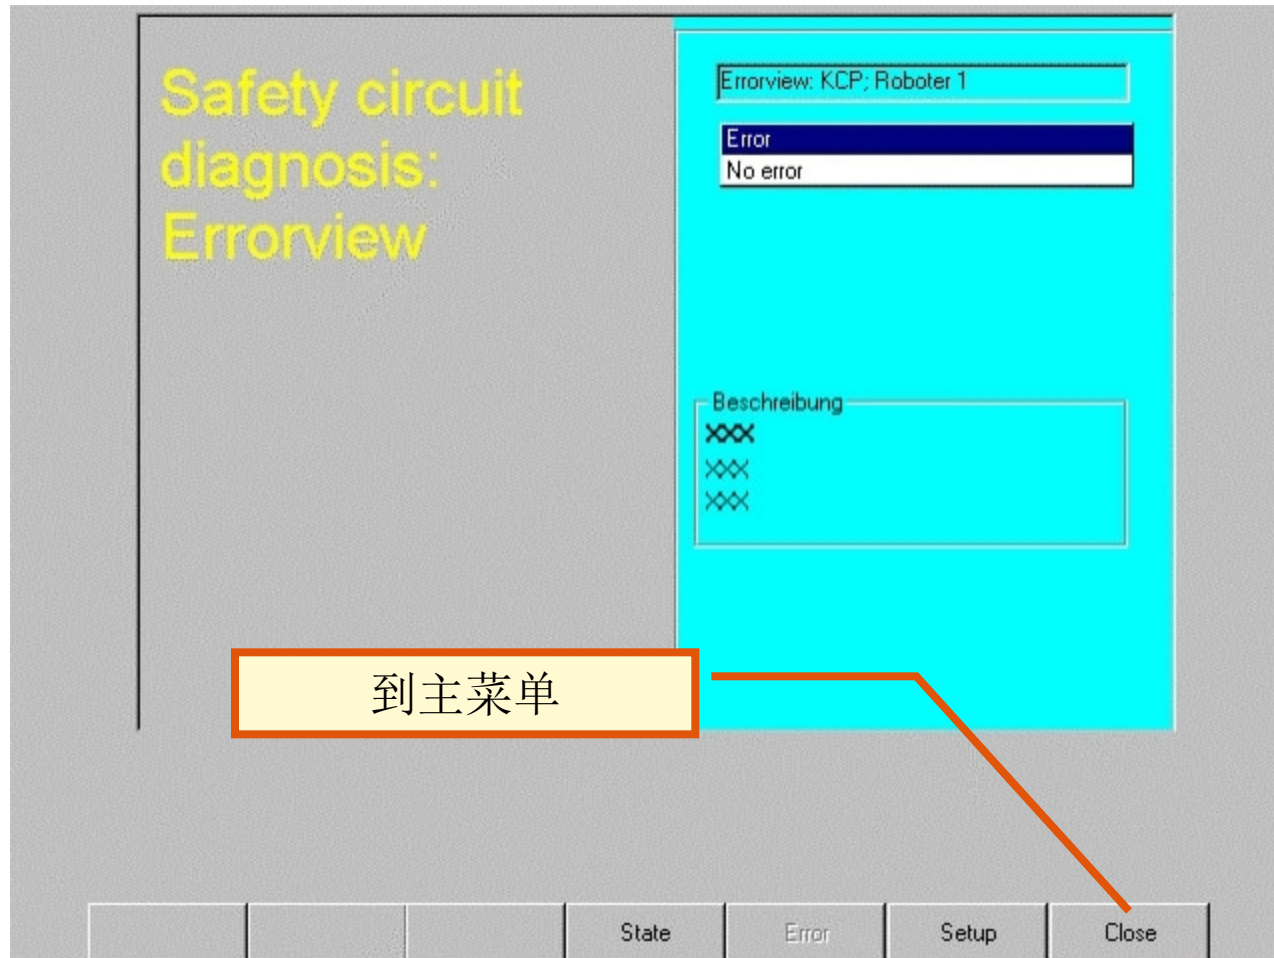 Safety circuit
diagnosis:
Errorview
Errorview: KCP; Roboter 1
Error
No error
Beschreibung
XXX
XXX
XXX
到主菜单
State
Error
Setup
Close